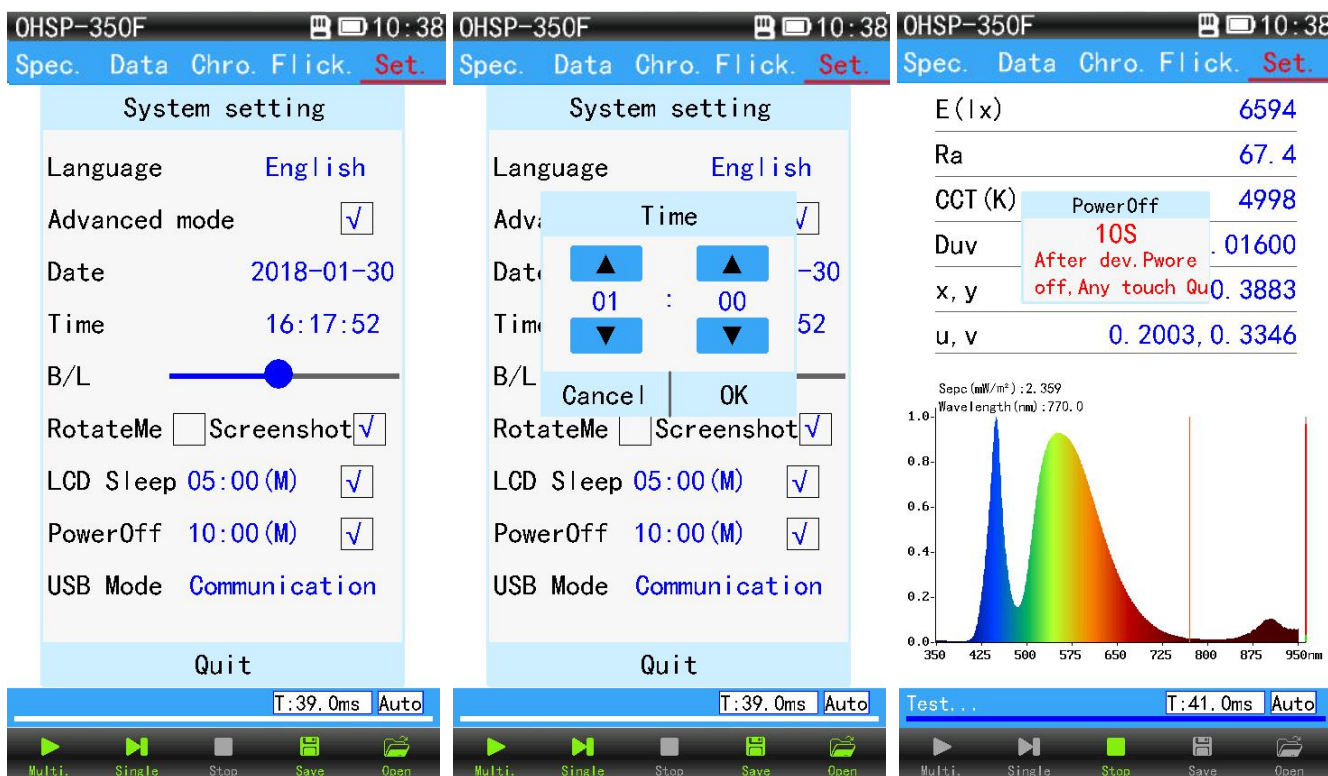 OHSP-350F 10:38
Spec. Data Chro. Flick. Set.
System setting
Language English
Advanced mode √
Date 2018-01-30
Time 16:17:52
B/L
RotateMe Screenshot √
LCD Sleep 05:00(M) √
PowerOff 10:00(M) √
USB Mode Communication
Quit
T:39.0ms Auto
Multi. Single Stop Save Open
OHSP-350F 10:38
Spec. Data Chro. Flick. Set.
System setting
Language English
Adva √
Time
Date -30
▲ ▲
01 : 00
Time 52
▼ ▼
B/L
Cancel OK
RotateMe Screenshot √
LCD Sleep 05:00(M) √
PowerOff 10:00(M) √
USB Mode Communication
Quit
T:39.0ms Auto
Multi. Single Stop Save Open
OHSP-350F 10:38
Spec. Data Chro. Flick. Set.
E(lx) 6594
Ra 67.4
CCT(K) 4998
PowerOff
10S
After dev.Pwore
off,Any touch Qu
Duv .01600
x,y 0.3883
u,v 0.2003,0.3346
Sepc(mW/m²):2.359
Wavelength(nm):770.0
1.0
0.8
0.6
0.4
0.2
0.0
350 425 500 575 650 725 800 875 950nm
Test... T:41.0ms Auto
Multi. Single Stop Save Open